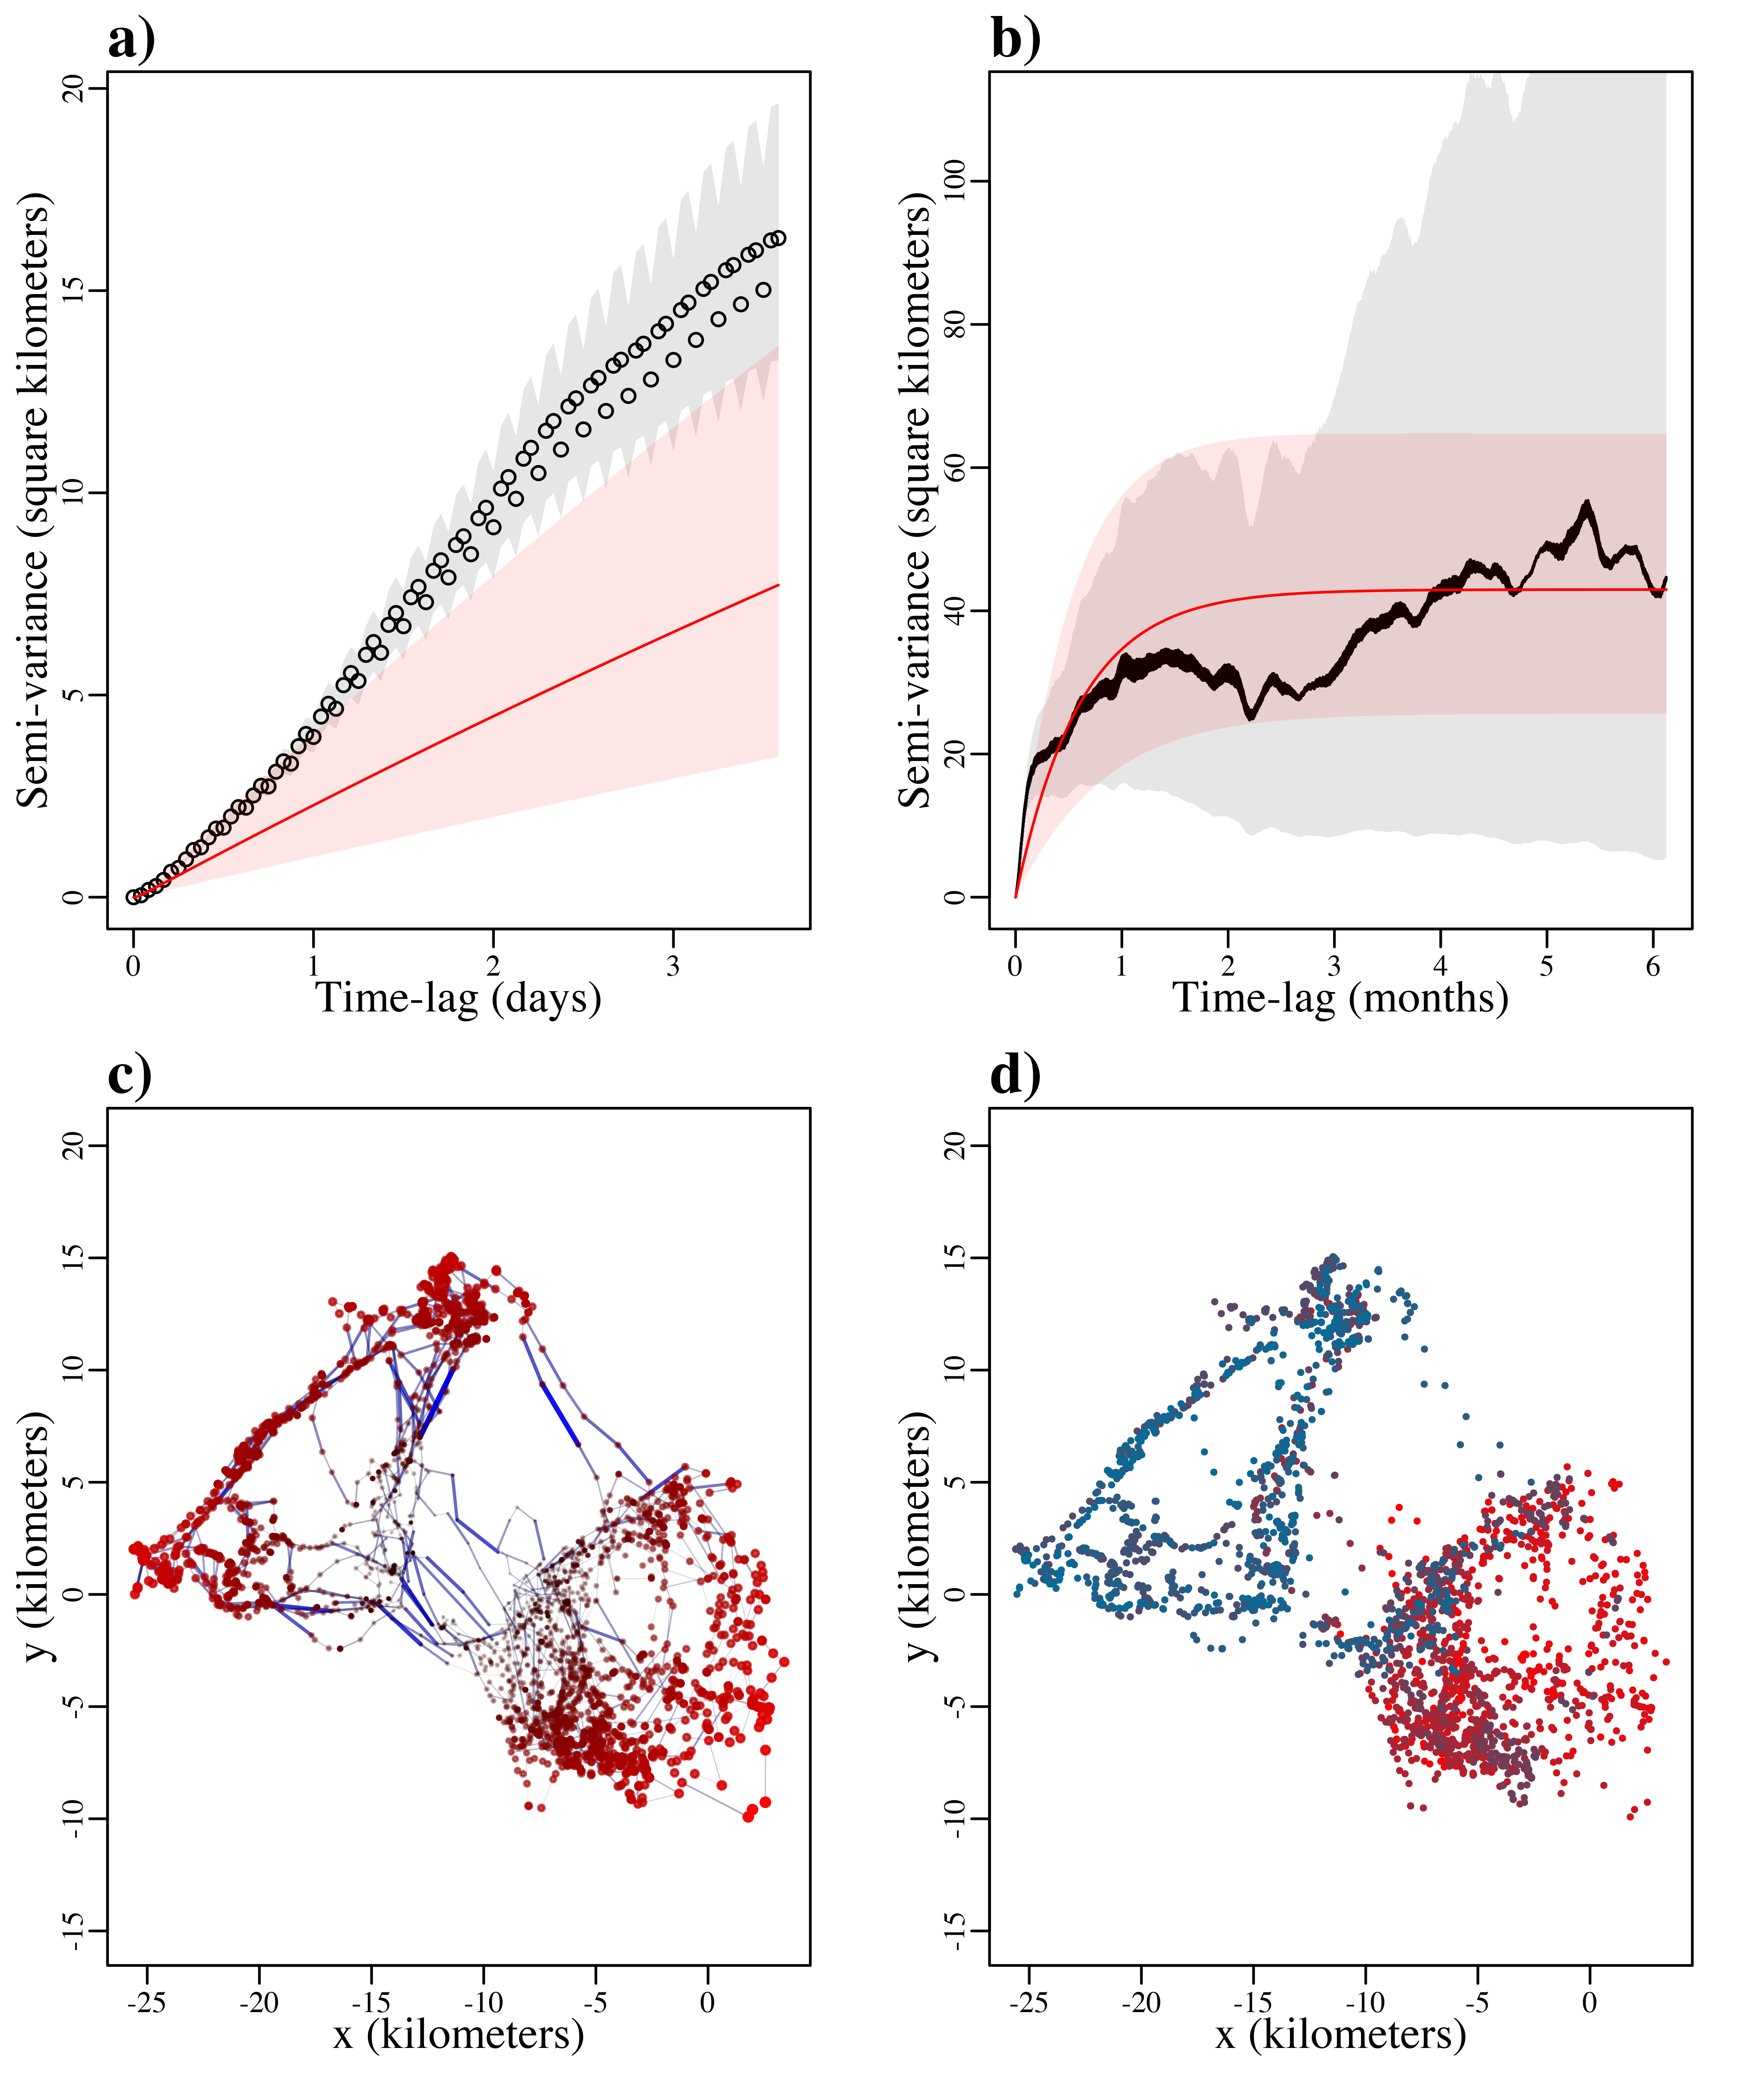 a)
20
15
10
5
0
Semi-variance (square kilometers)
0 1 2 3
Time-lag (days)
b)
100
80
60
40
20
0
Semi-variance (square kilometers)
0 1 2 3 4 5 6
Time-lag (months)
c)
20
15
10
5
0
-5
-10
-15
y (kilometers)
-25 -20 -15 -10 -5 0
x (kilometers)
d)
20
15
10
5
0
-5
-10
-15
y (kilometers)
-25 -20 -15 -10 -5 0
x (kilometers)